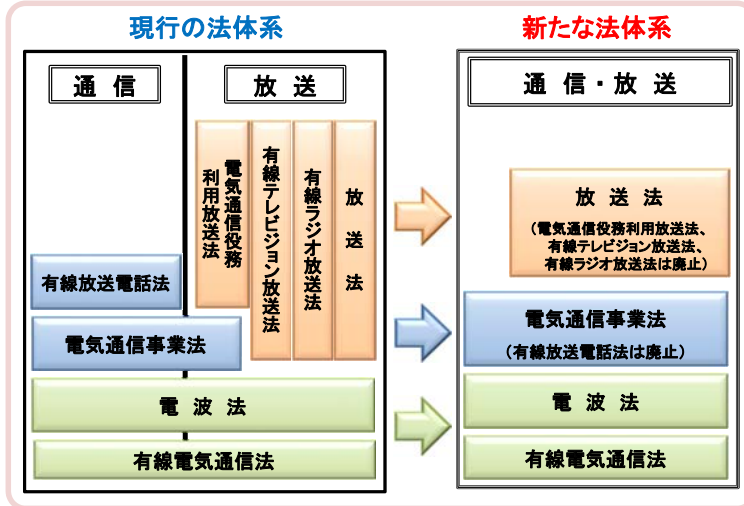 現行の法体系
通信
放送
電気通信役務
利用放送法
有線テレビジョン放送法
有線ラジオ放送法
放送法
有線放送電話法
電気通信事業法
電波法
有線電気通信法
新たな法体系
通信・放送
放送法
(電気通信役務利用放送法、
有線テレビジョン放送法、
有線ラジオ放送法は廃止)
電気通信事業法
(有線放送電話法は廃止)
電波法
有線電気通信法